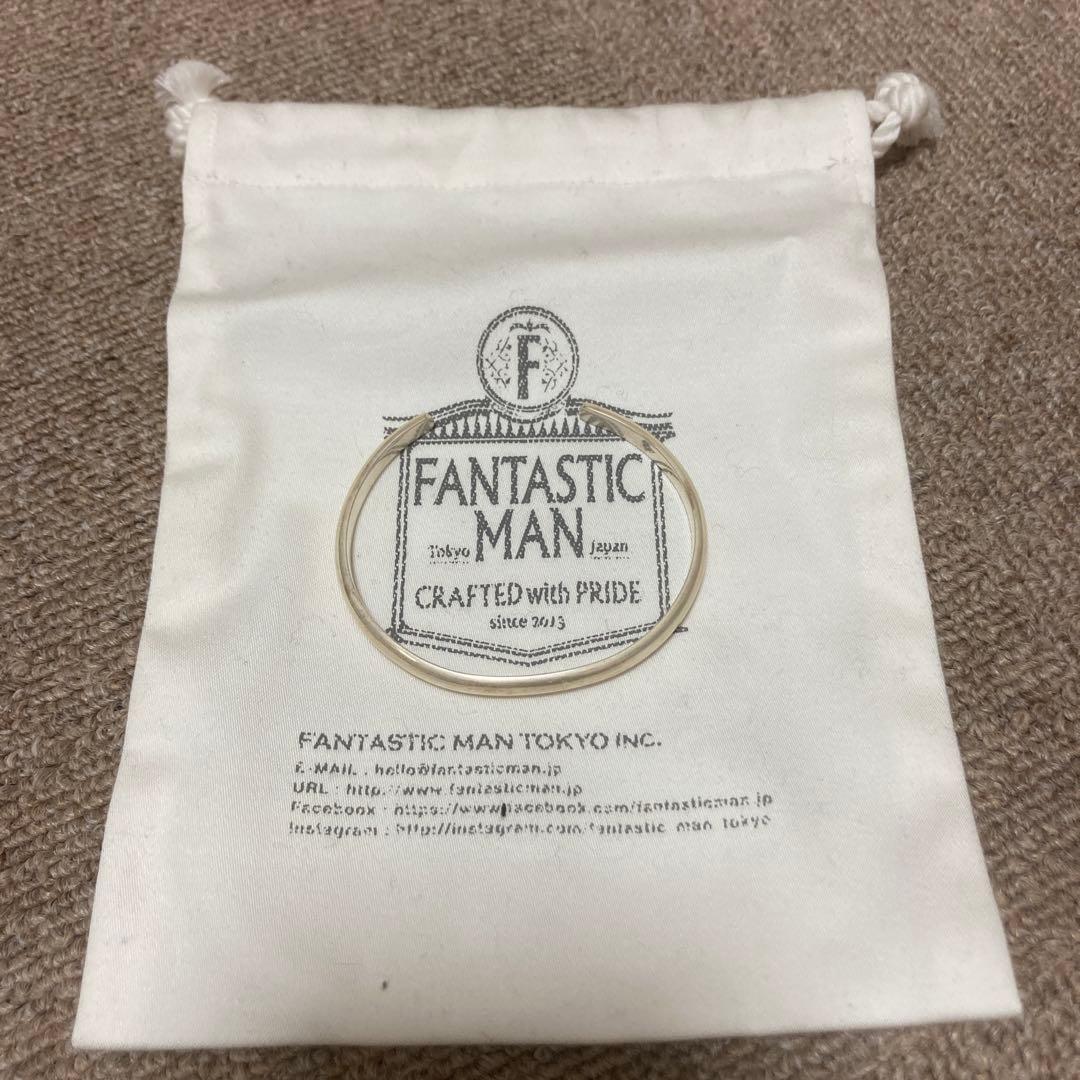 F
FANTASTIC
Tokyo MAN Japan
CRAFTED with PRIDE
since 2013
FANTASTIC MAN TOKYO INC.
E-MAIL : hello@fantasticman.jp
URL : http://www.fantasticman.jp
Facebook : https://www.facebook.com/fantasticman.jp
Instagram : http://instagram.com/fantastic_man_tokyo